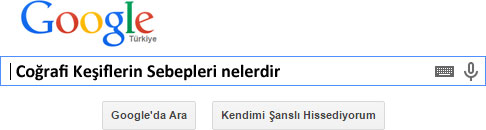 Google
Türkiye
Coğrafi Keşiflerin Sebepleri nelerdir
Google'da Ara Kendimi Şanslı Hissediyorum